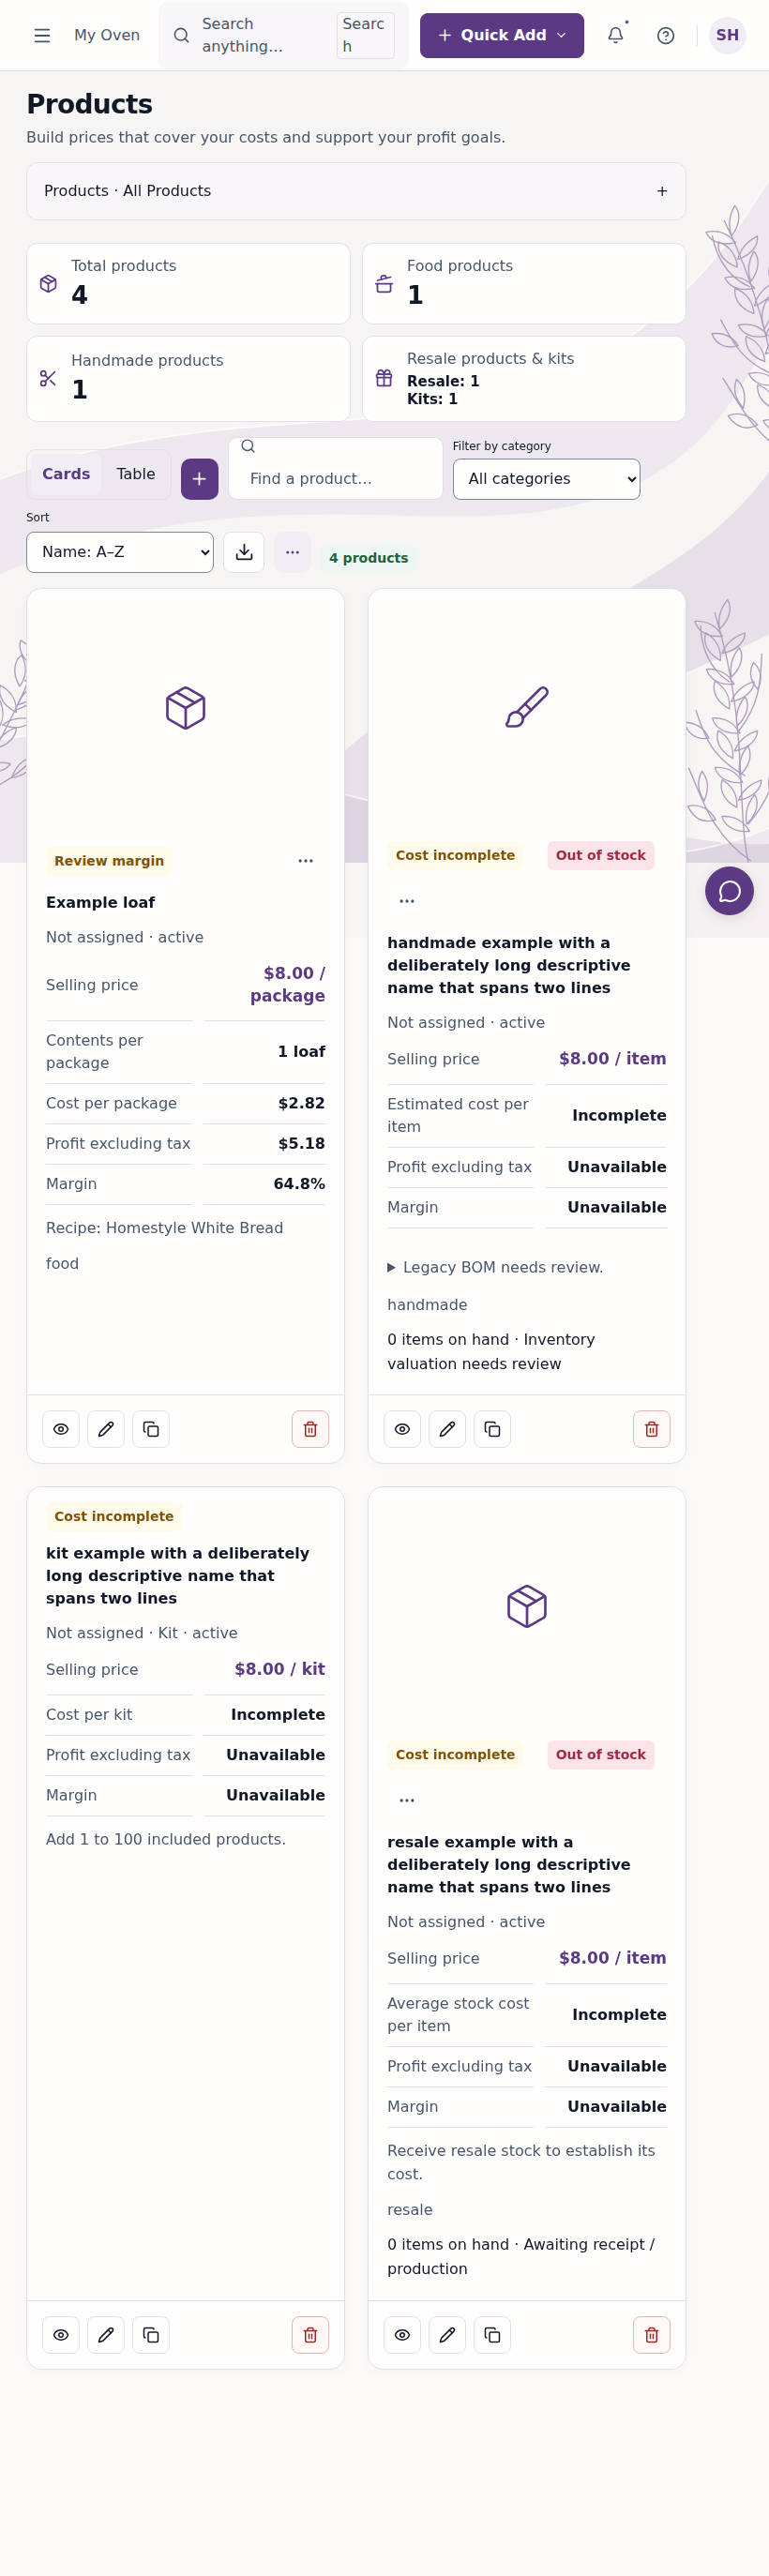 My Oven
Search
anything…
Searc
h
Quick Add
SH
Products
Build prices that cover your costs and support your profit goals.
Products · All Products
+
Total products
4
Food products
1
Handmade products
1
Resale products & kits
Resale: 1
Kits: 1
Cards
Table
+
Find a product…
Filter by category
All categories
Sort
Name: A–Z
4 products
Review margin
Example loaf
Not assigned · active
Selling price
$8.00 /
package
Contents per
package
1 loaf
Cost per package
$2.82
Profit excluding tax
$5.18
Margin
64.8%
Recipe: Homestyle White Bread
food
Cost incomplete
Out of stock
handmade example with a
deliberately long descriptive
name that spans two lines
Not assigned · active
Selling price
$8.00 / item
Estimated cost per
item
Incomplete
Profit excluding tax
Unavailable
Margin
Unavailable
Legacy BOM needs review.
handmade
0 items on hand · Inventory
valuation needs review
Cost incomplete
kit example with a deliberately
long descriptive name that
spans two lines
Not assigned · Kit · active
Selling price
$8.00 / kit
Cost per kit
Incomplete
Profit excluding tax
Unavailable
Margin
Unavailable
Add 1 to 100 included products.
Cost incomplete
Out of stock
resale example with a
deliberately long descriptive
name that spans two lines
Not assigned · active
Selling price
$8.00 / item
Average stock cost
per item
Incomplete
Profit excluding tax
Unavailable
Margin
Unavailable
Receive resale stock to establish its
cost.
resale
0 items on hand · Awaiting receipt /
production